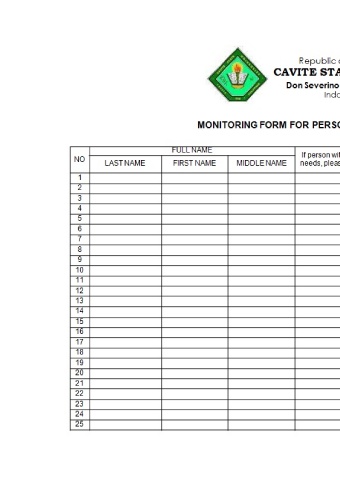 Republic
CAVITE STA
Don Severino
Indo
MONITORING FORM FOR PERSO
NO
FULL NAME
LAST NAME
FIRST NAME
MIDDLE NAME
If person wi
needs, pleas
1
2
3
4
5
6
7
8
9
10
11
12
13
14
15
16
17
18
19
20
21
22
23
24
25